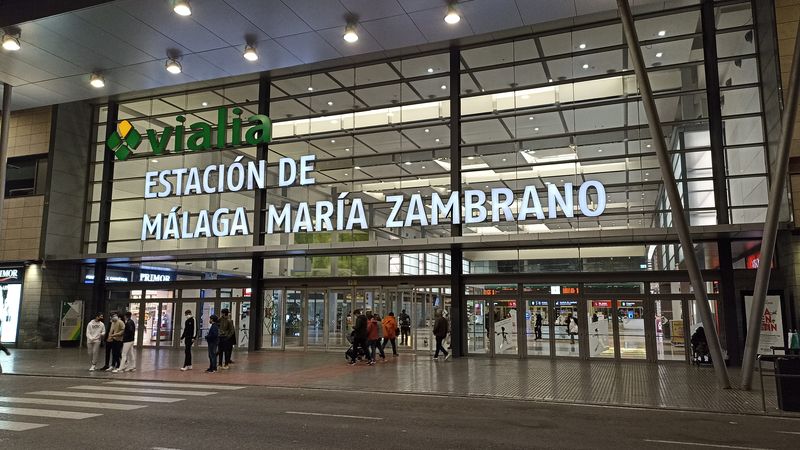 vialia
ESTACIÓN DE
MÁLAGA MARÍA ZAMBRANO
PRIMOR
PRIMOR